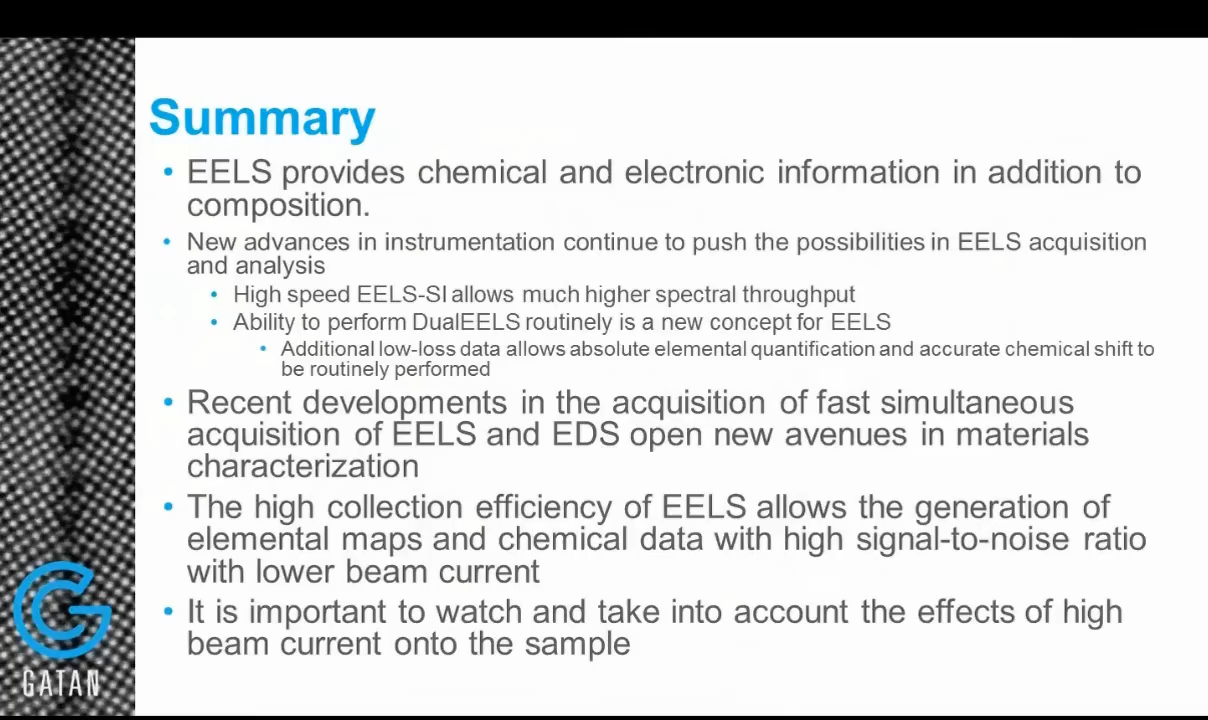 Summary
• EELS provides chemical and electronic information in addition to
composition.
• New advances in instrumentation continue to push the possibilities in EELS acquisition
and analysis
• High speed EELS-SI allows much higher spectral throughput
• Ability to perform DualEELS routinely is a new concept for EELS
• Additional low-loss data allows absolute elemental quantification and accurate chemical shift to
be routinely performed
• Recent developments in the acquisition of fast simultaneous
acquisition of EELS and EDS open new avenues in materials
characterization
• The high collection efficiency of EELS allows the generation of
elemental maps and chemical data with high signal-to-noise ratio
with lower beam current
• It is important to watch and take into account the effects of high
beam current onto the sample
GATAN